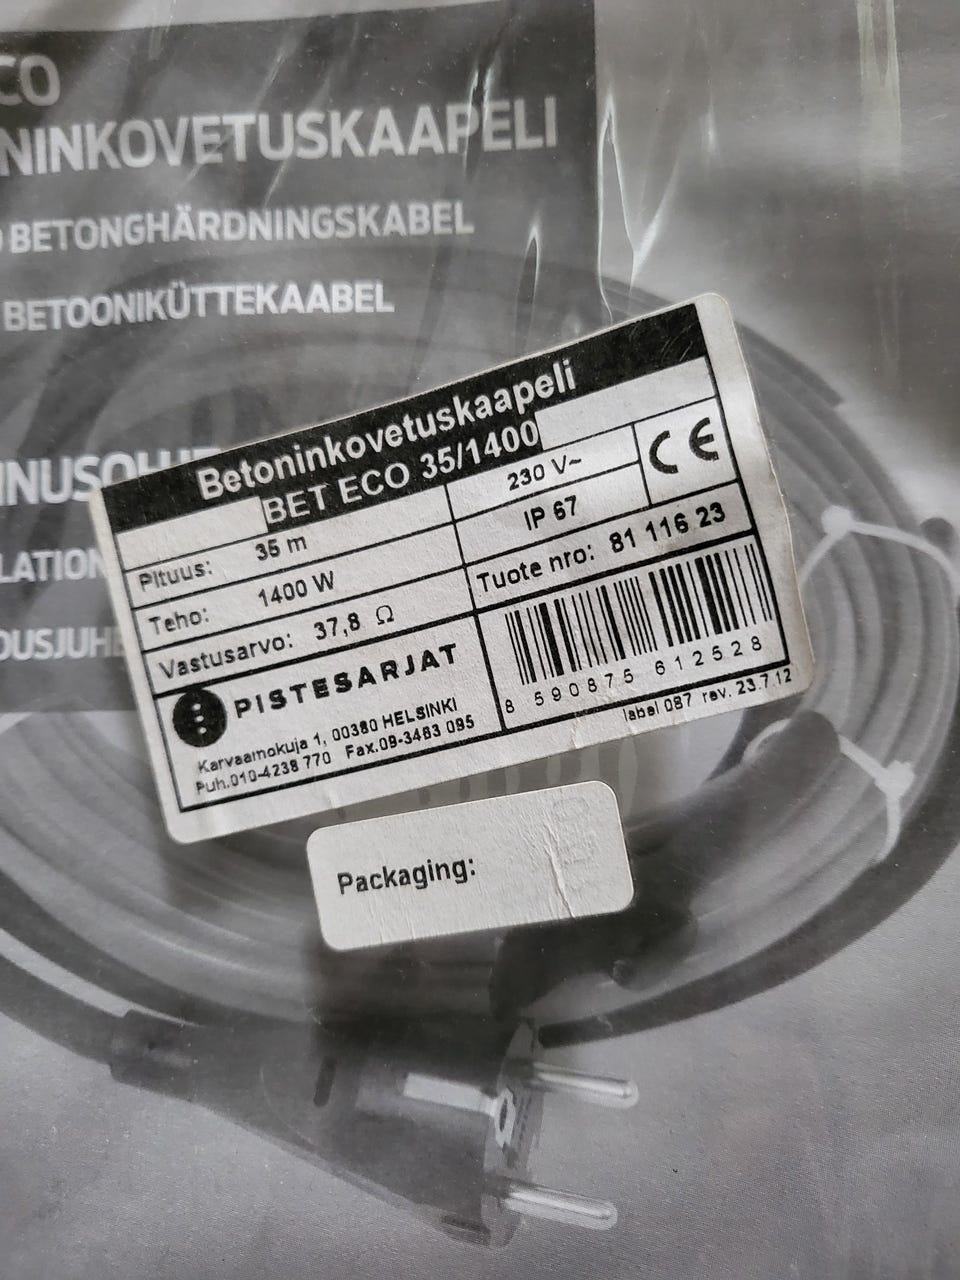 CO
NINKOVETUSKAAPELI
BETONGHÄRDNINGSKABEL
BETOONIKÜTTEKAABEL
Betoninkovetuskaapeli
BET ECO 35/1400
Pituus: 35 m
230 V~
CE
Teho: 1400 W
IP 67
Vastusarvo: 37,8 Ω
Tuote nro: 81 116 23
PISTESARJAT
Karvaamokuja 1, 00380 HELSINKI
Puh.010-4238 770 Fax.09-3483 095
8 590875 612528
label 087 rev. 23.7.12
LATION
Packaging: